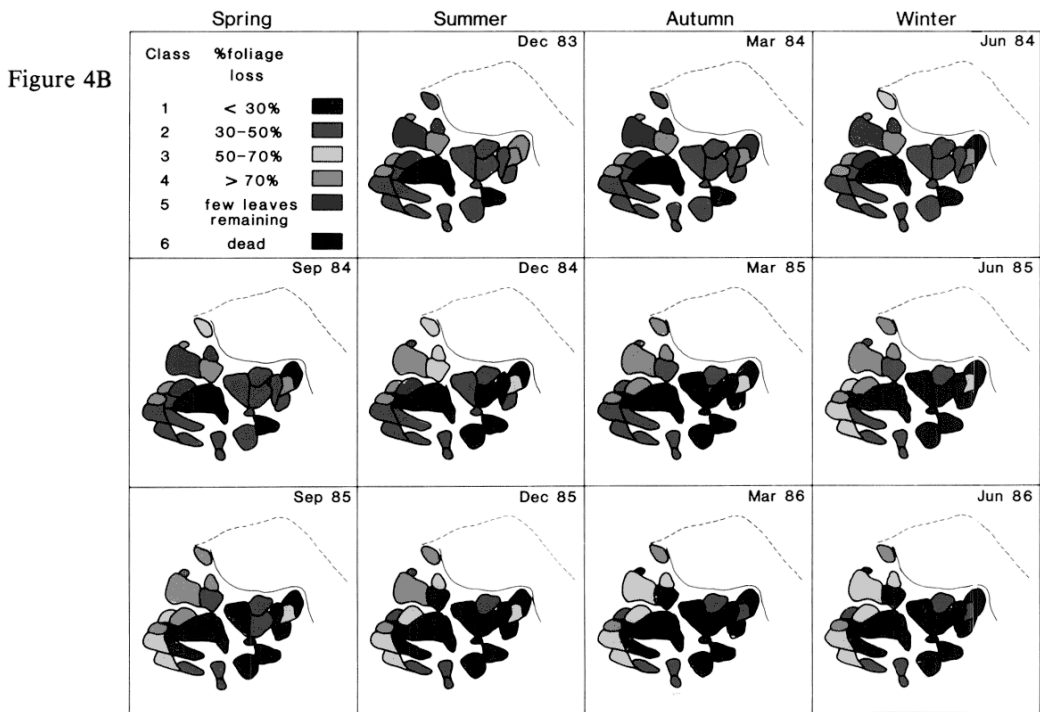 Figure 4B
Spring Summer Autumn Winter
Class %foliage
loss
1 < 30%
2 30-50%
3 50-70%
4 > 70%
5 few leaves
remaining
6 dead
Dec 83
Mar 84
Jun 84
Sep 84
Dec 84
Mar 85
Jun 85
Sep 85
Dec 85
Mar 86
Jun 86